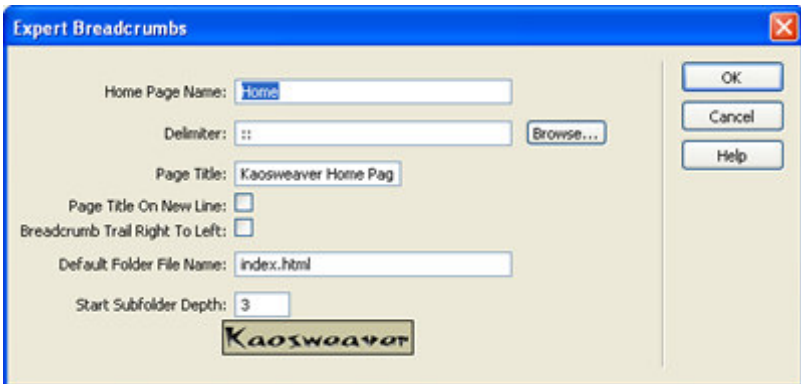 Expert Breadcrumbs
Home Page Name: Home
OK
Delimiter: ::
Browse...
Cancel
Page Title: Kaosweaver Home Pag
Help
Page Title On New Line:
Breadcrumb Trail Right To Left:
Default Folder File Name: index.html
Start Subfolder Depth: 3
Kaosweaver